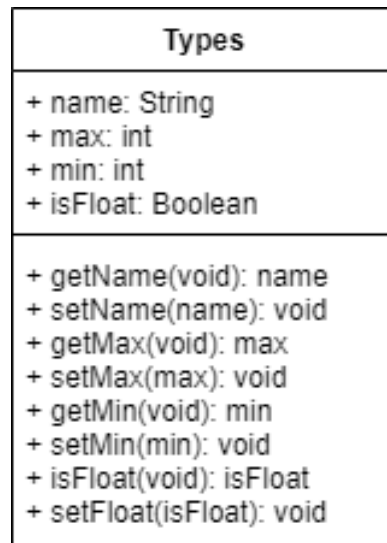 Types
+ name: String
+ max: int
+ min: int
+ isFloat: Boolean
+ getName(void): name
+ setName(name): void
+ getMax(void): max
+ setMax(max): void
+ getMin(void): min
+ setMin(min): void
+ isFloat(void): isFloat
+ setFloat(isFloat): void